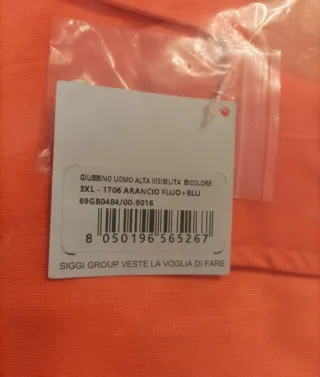 GIUBBINO UOMO ALTA VISIBILITA' BICOLORE
3XL - 1706 ARANCIO FLUO+BLU
69GB0484/00-9016
8 050196 565267
SIGGI GROUP VESTE LA VOGLIA DI FARE